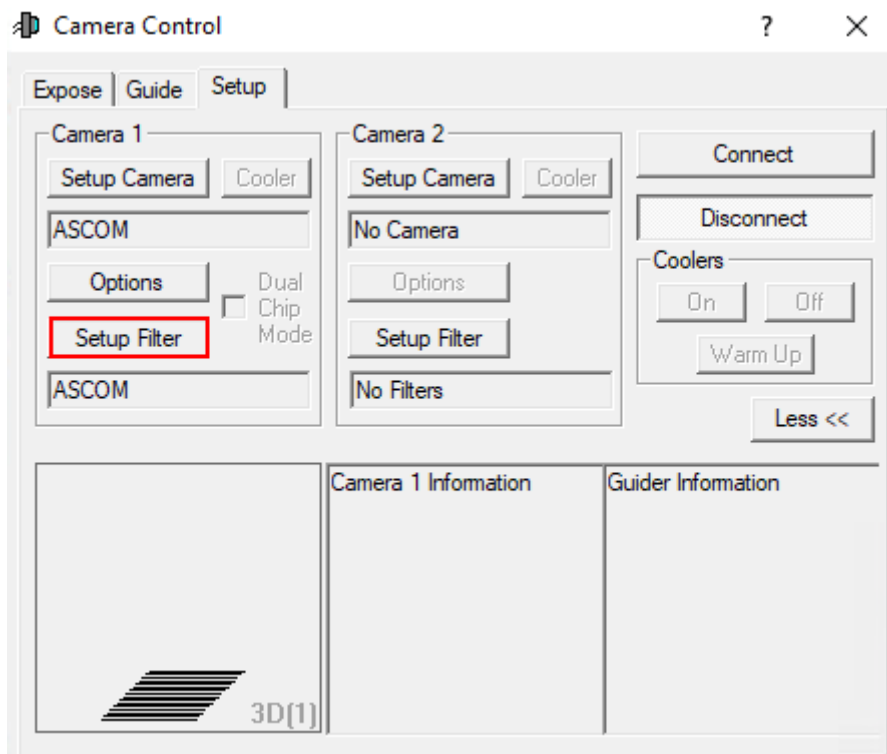 Camera Control
?
Expose Guide Setup
Camera 1
Setup Camera Cooler
ASCOM
Options
Dual
Chip
Mode
Setup Filter
ASCOM
Camera 2
Setup Camera Cooler
No Camera
Options
Setup Filter
No Filters
Connect
Disconnect
Coolers
On Off
Warm Up
Less <<
3D(1)
Camera 1 Information
Guider Information